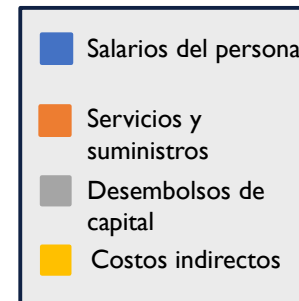 Salarios del persona
Servicios y
suministros
Desembolsos de
capital
Costos indirectos